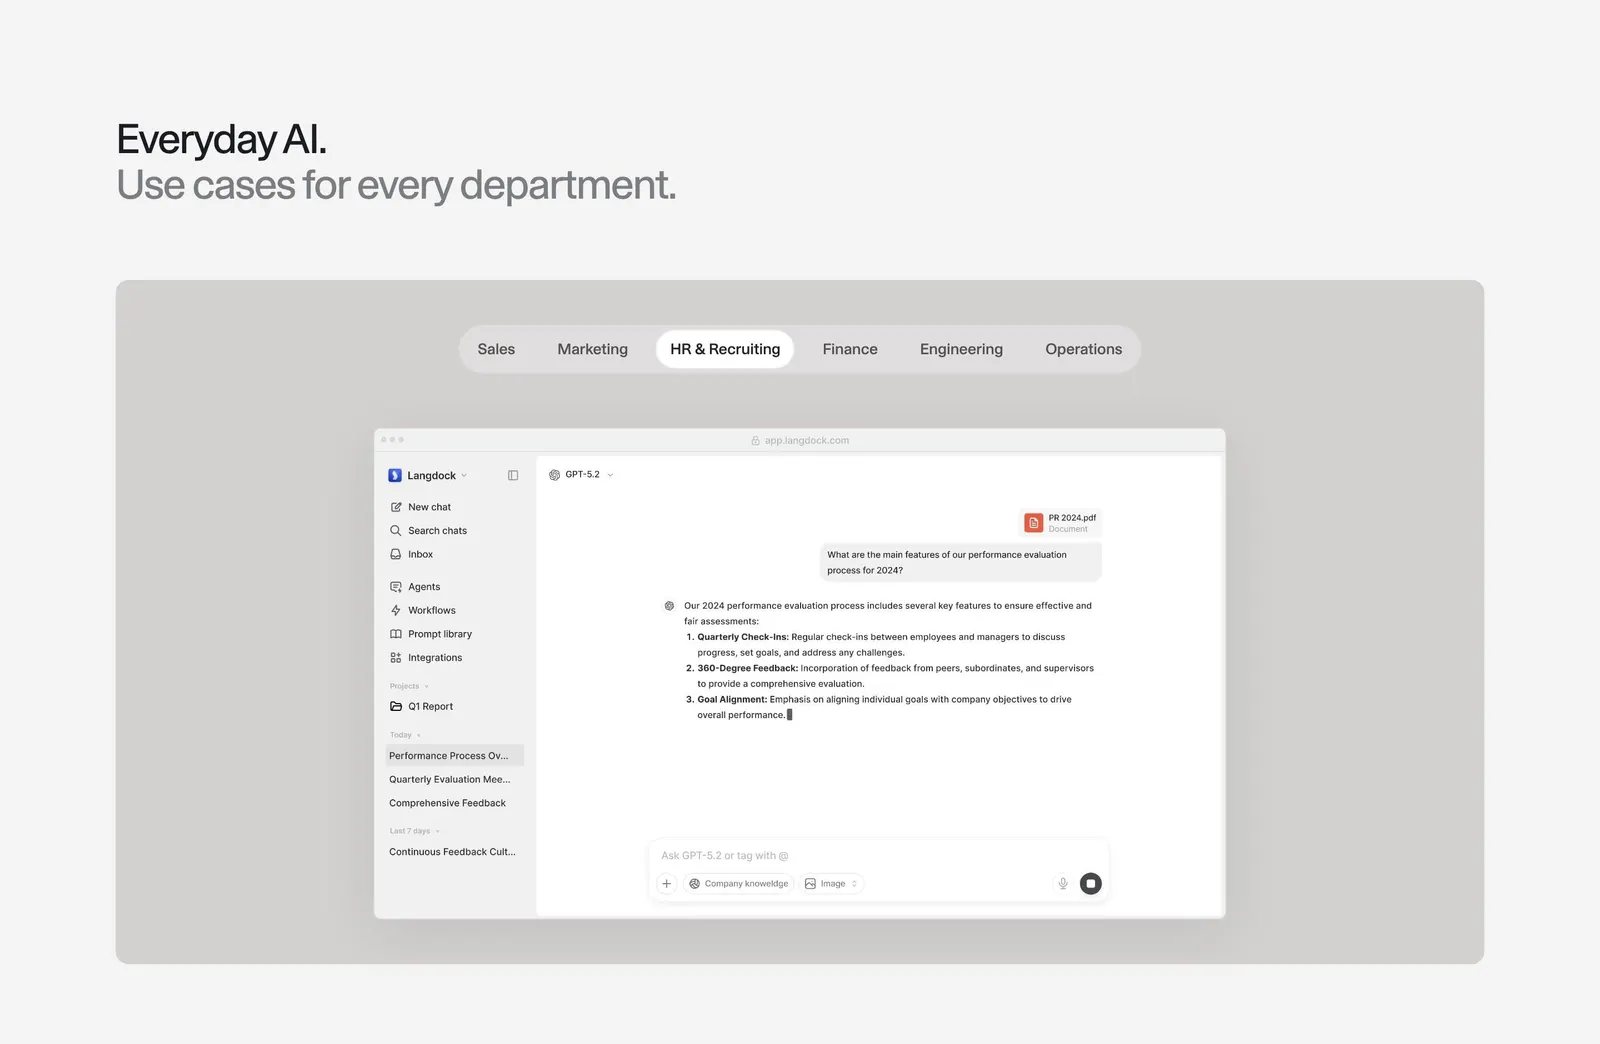 Everyday AI.
Use cases for every department.
Sales
Marketing
HR & Recruiting
Finance
Engineering
Operations
app.langdock.com
Langdock
New chat
Search chats
Inbox
Agents
Workflows
Prompt library
Integrations
Projects
Q1 Report
Today
Performance Process Ov...
Quarterly Evaluation Mee...
Comprehensive Feedback
Last 7 days
Continuous Feedback Cult...
GPT-5.2
PR 2024.pdf
Document
What are the main features of our performance evaluation
process for 2024?
Our 2024 performance evaluation process includes several key features to ensure effective and
fair assessments:
1. Quarterly Check-Ins: Regular check-ins between employees and managers to discuss
progress, set goals, and address any challenges.
2. 360-Degree Feedback: Incorporation of feedback from peers, subordinates, and supervisors
to provide a comprehensive evaluation.
3. Goal Alignment: Emphasis on aligning individual goals with company objectives to drive
overall performance.
Ask GPT-5.2 or tag with @
Company knoweldge
Image